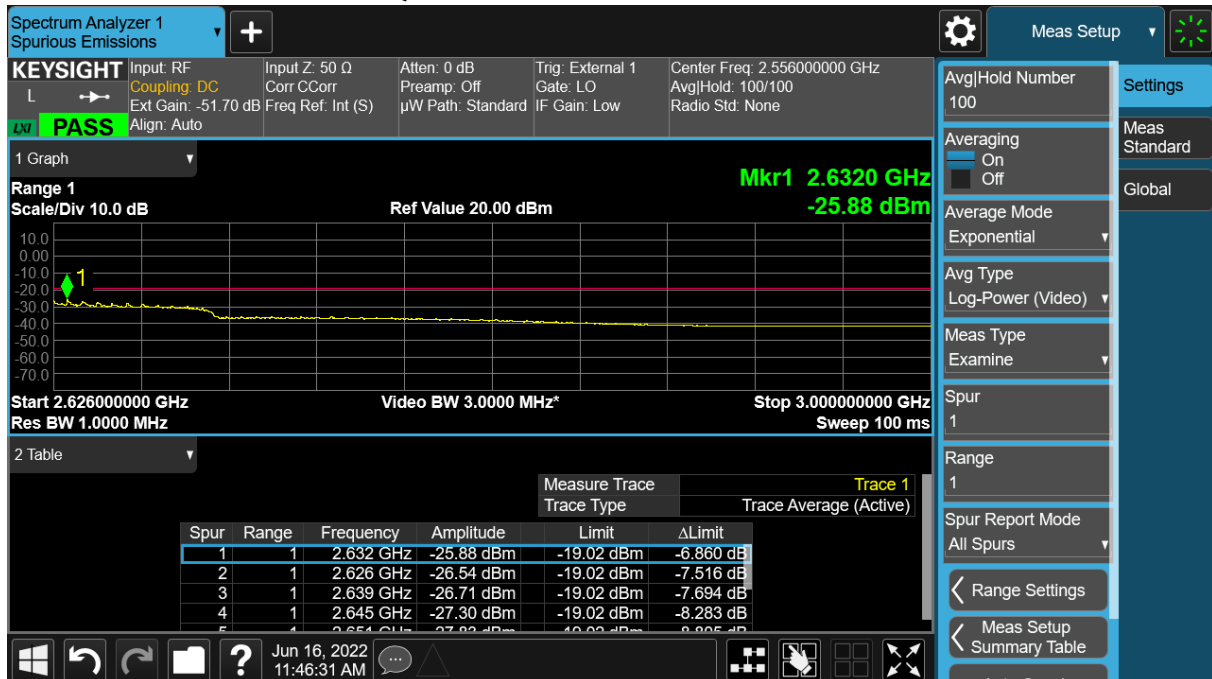 Spectrum Analyzer 1
Spurious Emissions
Meas Setup
KEYSIGHT
L
LXI
PASS
Input: RF
Coupling: DC
Ext Gain: -51.70 dB
Align: Auto
Input Z: 50 Ω
Corr CCorr
Freq Ref: Int (S)
Atten: 0 dB
Preamp: Off
µW Path: Standard
Trig: External 1
Gate: LO
IF Gain: Low
Center Freq: 2.556000000 GHz
Avg|Hold: 100/100
Radio Std: None
1 Graph
Range 1
Scale/Div 10.0 dB
Ref Value 20.00 dBm
Mkr1 2.6320 GHz
-25.88 dBm
10.0
0.00
-10.0
-20.0
-30.0
-40.0
-50.0
-60.0
-70.0
1
Start 2.626000000 GHz
Video BW 3.0000 MHz*
Stop 3.000000000 GHz
Res BW 1.0000 MHz
Sweep 100 ms
2 Table
Measure Trace Trace 1
Trace Type Trace Average (Active)
Spur Range Frequency Amplitude Limit ΔLimit
1 1 2.632 GHz -25.88 dBm -19.02 dBm -6.860 dB
2 1 2.626 GHz -26.54 dBm -19.02 dBm -7.516 dB
3 1 2.639 GHz -26.71 dBm -19.02 dBm -7.694 dB
4 1 2.645 GHz -27.30 dBm -19.02 dBm -8.283 dB
?
Jun 16, 2022
11:46:31 AM
Avg|Hold Number
100
Averaging
On
Off
Average Mode
Exponential
Avg Type
Log-Power (Video)
Meas Type
Examine
Spur
1
Range
1
Spur Report Mode
All Spurs
Range Settings
Meas Setup
Summary Table
Settings
Meas
Standard
Global